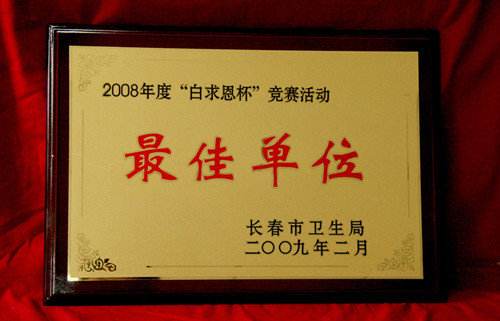 2008年度“白求恩杯”竞赛活动
最佳单位
长春市卫生局
二〇〇九年二月